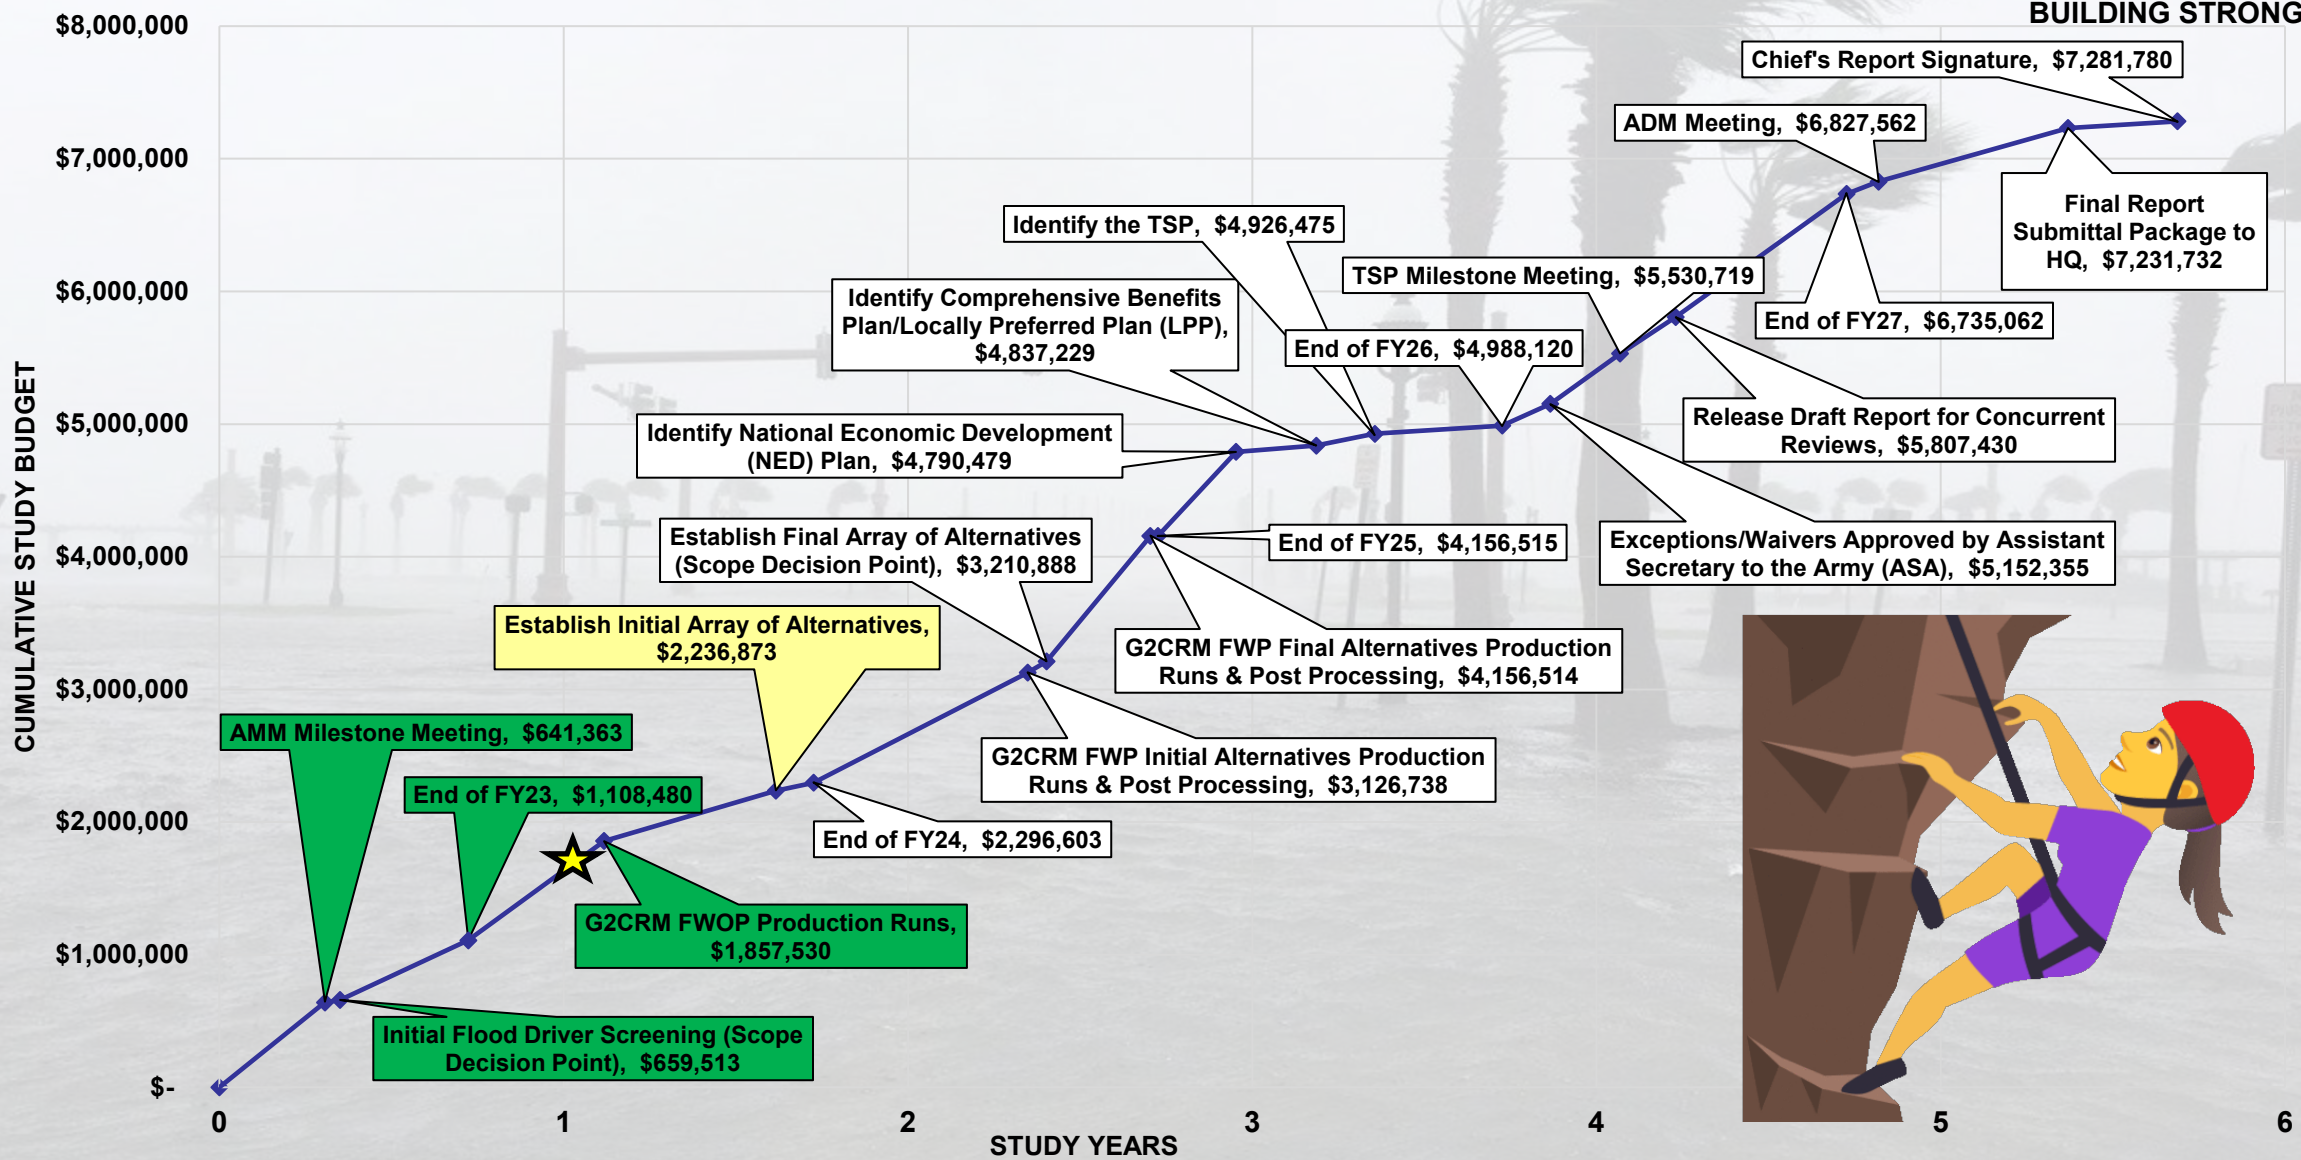 BUILDING STRONG
$8,000,000
$7,000,000
$6,000,000
$5,000,000
$4,000,000
$3,000,000
$2,000,000
$1,000,000
$-
CUMULATIVE STUDY BUDGET
Chief's Report Signature, $7,281,780
ADM Meeting, $6,827,562
Final Report
Submittal Package to
HQ, $7,231,732
Identify the TSP, $4,926,475
TSP Milestone Meeting, $5,530,719
Identify Comprehensive Benefits
Plan/Locally Preferred Plan (LPP),
$4,837,229
End of FY27, $6,735,062
End of FY26, $4,988,120
Identify National Economic Development
(NED) Plan, $4,790,479
Release Draft Report for Concurrent
Reviews, $5,807,430
Establish Final Array of Alternatives
(Scope Decision Point), $3,210,888
End of FY25, $4,156,515
Exceptions/Waivers Approved by Assistant
Secretary to the Army (ASA), $5,152,355
Establish Initial Array of Alternatives,
$2,236,873
G2CRM FWP Final Alternatives Production
Runs & Post Processing, $4,156,514
AMM Milestone Meeting, $641,363
G2CRM FWP Initial Alternatives Production
Runs & Post Processing, $3,126,738
End of FY23, $1,108,480
End of FY24, $2,296,603
G2CRM FWOP Production Runs,
$1,857,530
Initial Flood Driver Screening (Scope
Decision Point), $659,513
0
1
2
3
4
5
6
STUDY YEARS